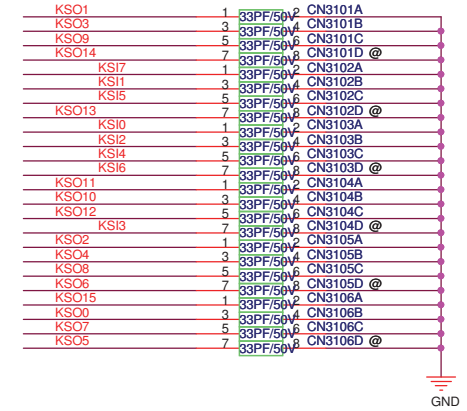 KSO1 1 33PF/50V 2 CN3101A
KSO3 3 33PF/50V 4 CN3101B
KSO9 5 33PF/50V 6 CN3101C
KSO14 7 33PF/50V 8 CN3101D @
KSI7 1 33PF/50V 2 CN3102A
KSI1 3 33PF/50V 4 CN3102B
KSI5 5 33PF/50V 6 CN3102C
KSO13 7 33PF/50V 8 CN3102D @
KSI0 1 33PF/50V 2 CN3103A
KSI2 3 33PF/50V 4 CN3103B
KSI4 5 33PF/50V 6 CN3103C
KSI6 7 33PF/50V 8 CN3103D @
KSO11 1 33PF/50V 2 CN3104A
KSO10 3 33PF/50V 4 CN3104B
KSO12 5 33PF/50V 6 CN3104C
KSI3 7 33PF/50V 8 CN3104D @
KSO2 1 33PF/50V 2 CN3105A
KSO4 3 33PF/50V 4 CN3105B
KSO8 5 33PF/50V 6 CN3105C
KSO6 7 33PF/50V 8 CN3105D @
KSO15 1 33PF/50V 2 CN3106A
KSO0 3 33PF/50V 4 CN3106B
KSO7 5 33PF/50V 6 CN3106C
KSO5 7 33PF/50V 8 CN3106D @
GND